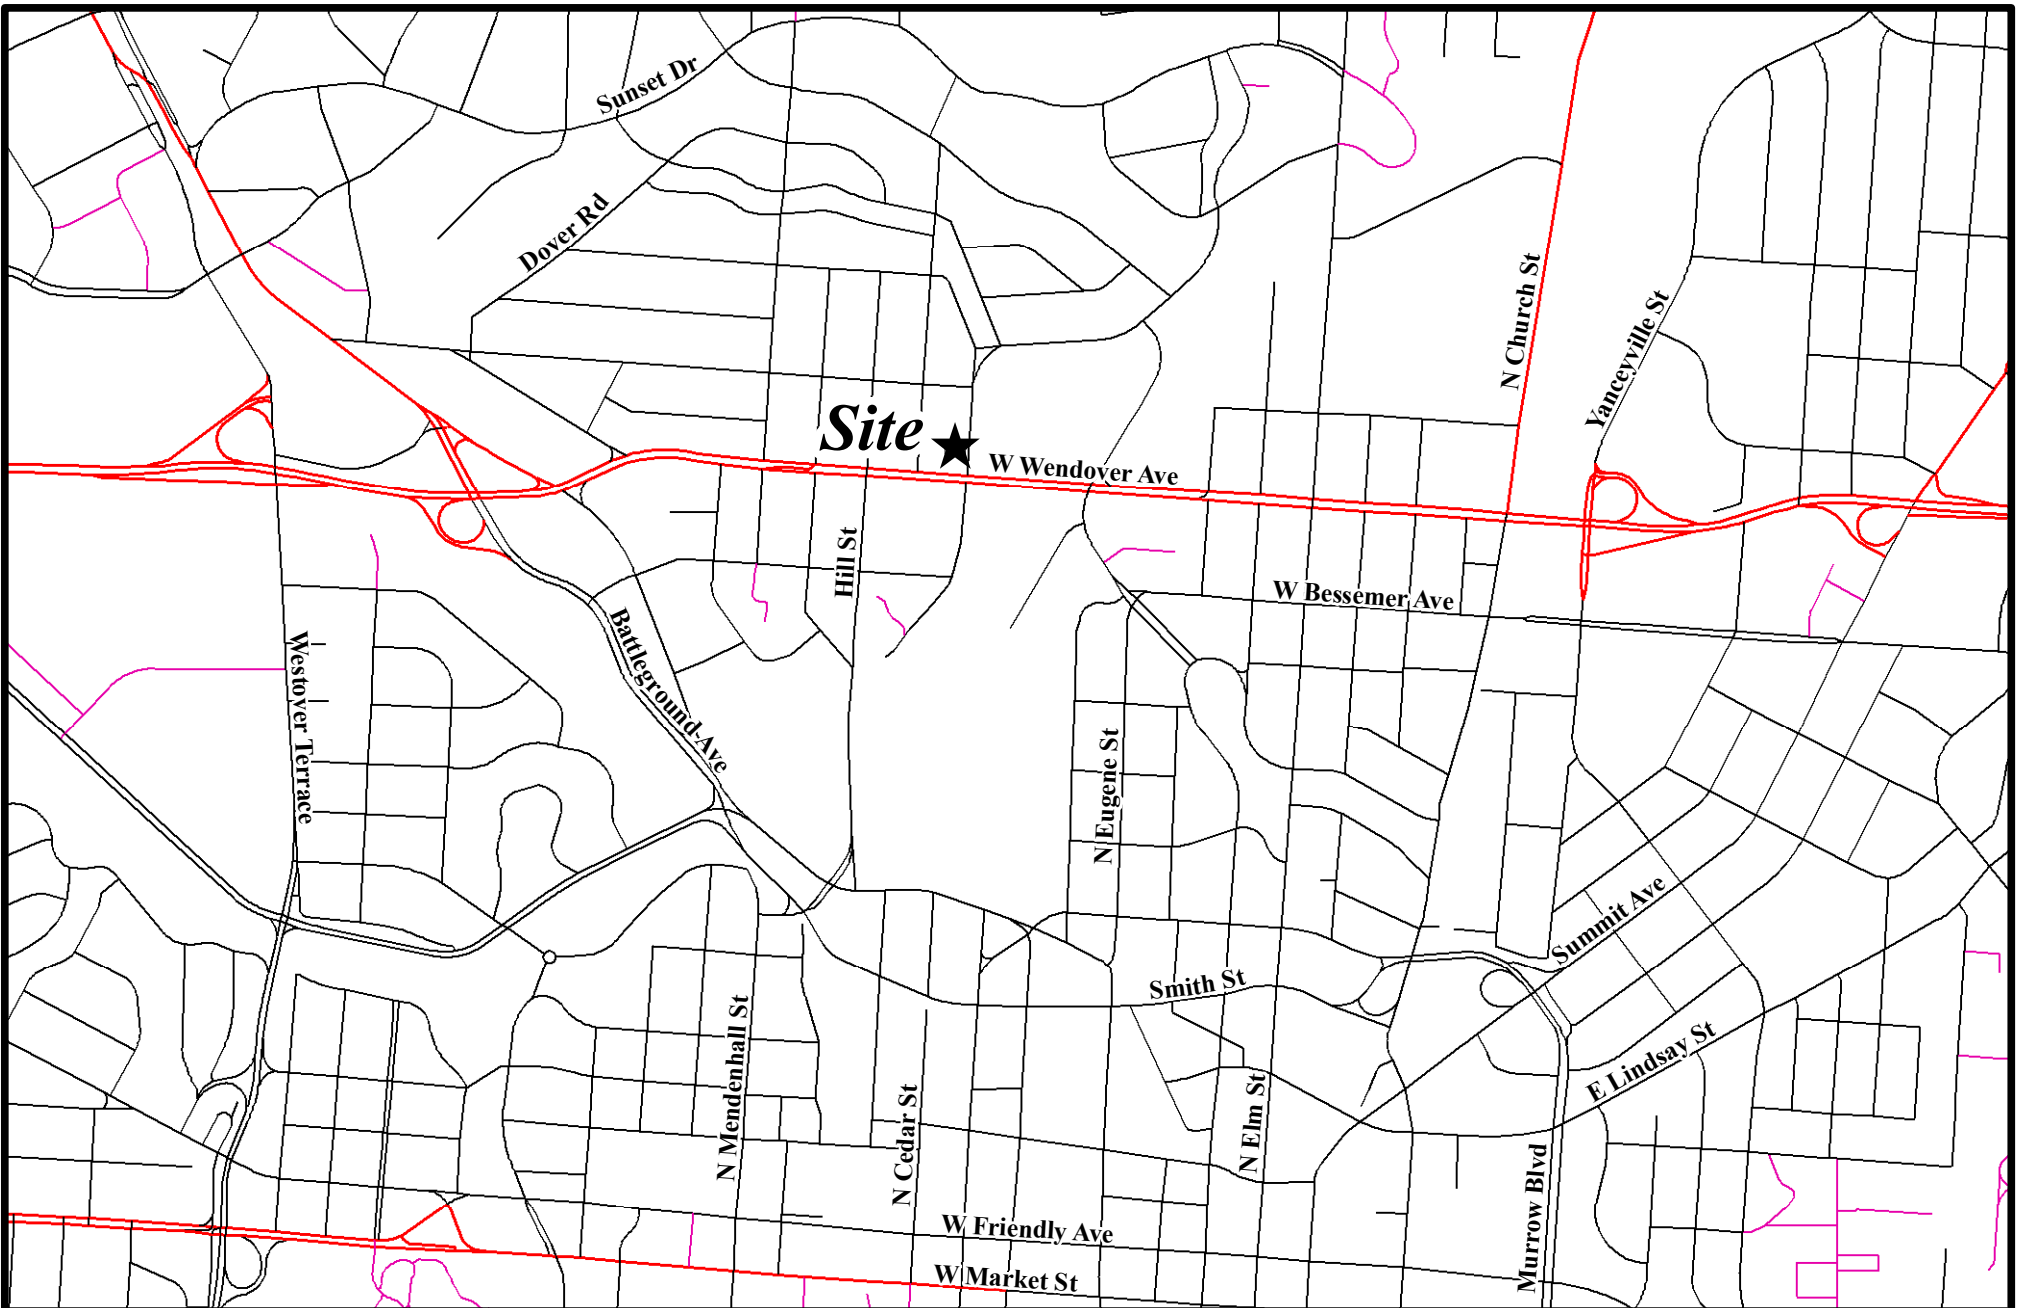 Sunset Dr
Dover Rd
N Church St
Yanceyville St
Site
W Wendover Ave
Hill St
W Bessemer Ave
Westover Terrace
Battleground Ave
N Eugene St
Summit Ave
Smith St
N Mendenhall St
E Lindsay St
N Cedar St
N Elm St
Murrow Blvd
W Friendly Ave
W Market St